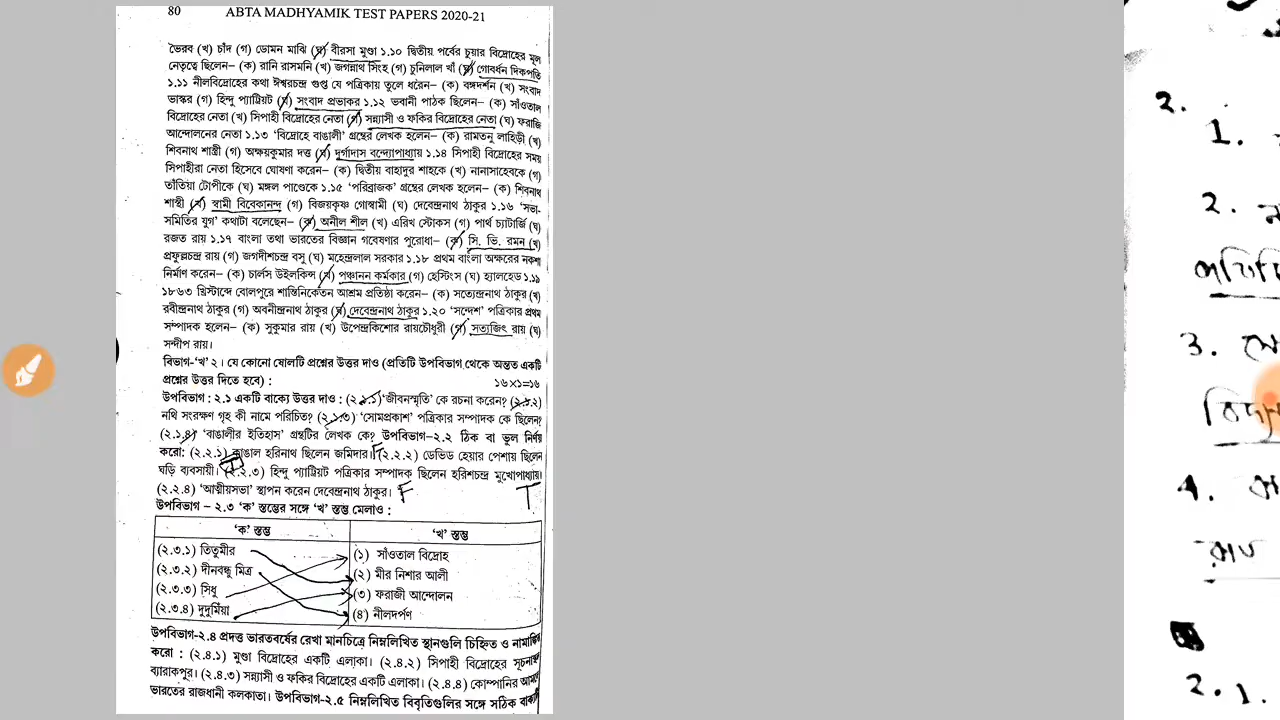 80 ABTA MADHYAMIK TEST PAPERS 2020-21
ভৈরব (খ) চাঁদ (গ) ডোমন মাঝি (ঘ) বীরসা মুণ্ডা ১.১০ দ্বিতীয় পর্বের চুয়ার বিদ্রোহের মূল
নেতৃত্বে ছিলেন– (ক) রানি রাসমনি (খ) জগন্নাথ সিংহ (গ) চুনিলাল খাঁ (ঘ) গোবর্ধন দিকপতি
১.১১ নীলবিদ্রোহের কথা ঈশ্বরচন্দ্র গুপ্ত যে পত্রিকায় তুলে ধরেন– (ক) বঙ্গদর্শন (খ) সংবাদ
ভাস্কর (গ) হিন্দু প্যাট্রিয়ট (ঘ) সংবাদ প্রভাকর ১.১২ ভবানী পাঠক ছিলেন– (ক) সাঁওতাল
বিদ্রোহের নেতা (খ) সিপাহী বিদ্রোহের নেতা (গ) সন্ন্যাসী ও ফকির বিদ্রোহের নেতা (ঘ) ফরাজি
আন্দোলনের নেতা ১.১৩ ‘বিদ্রোহে বাঙালী’ গ্রন্থের লেখক হলেন– (ক) রামতনু লাহিড়ী (খ)
শিবনাথ শাস্ত্রী (গ) অক্ষয়কুমার দত্ত (ঘ) দুর্গাদাস বন্দ্যোপাধ্যায় ১.১৪ সিপাহী বিদ্রোহের সময়
সিপাহীরা নেতা হিসেবে ঘোষণা করেন– (ক) দ্বিতীয় বাহাদুর শাহকে (খ) নানাসাহেবকে (গ)
তাঁতিয়া টোপীকে (ঘ) মঙ্গল পাণ্ডেকে ১.১৫ ‘পরিব্রাজক’ গ্রন্থের লেখক হলেন– (ক) শিবনাথ
শাস্ত্রী (খ) স্বামী বিবেকানন্দ (গ) বিজয়কৃষ্ণ গোস্বামী (ঘ) দেবেন্দ্রনাথ ঠাকুর ১.১৬ ‘সভা-
সমিতির যুগ’ কথাটা বলেছেন– (ক) অনীল শীল (খ) এরিখ স্টোকস (গ) পার্থ চ্যাটার্জি (ঘ)
রজত রায় ১.১৭ বাংলা তথা ভারতের বিজ্ঞান গবেষণার পুরোধা– (ক) সি. ভি. রমন (খ)
প্রফুল্লচন্দ্র রায় (গ) জগদীশচন্দ্র বসু (ঘ) মহেন্দ্রলাল সরকার ১.১৮ প্রথম বাংলা অক্ষরের নকশা
নির্মাণ করেন– (ক) চার্লস উইলকিন্স (খ) পঞ্চানন কর্মকার (গ) হেস্টিংস (ঘ) হ্যালহেড ১.১৯
১৮৬৩ খ্রিস্টাব্দে বোলপুরে শান্তিনিকেতন আশ্রম প্রতিষ্ঠা করেন– (ক) সত্যেন্দ্রনাথ ঠাকুর (খ)
রবীন্দ্রনাথ ঠাকুর (গ) অবনীন্দ্রনাথ ঠাকুর (ঘ) দেবেন্দ্রনাথ ঠাকুর ১.২০ ‘সন্দেশ’ পত্রিকার প্রথম
সম্পাদক হলেন– (ক) সুকুমার রায় (খ) উপেন্দ্রকিশোর রায়চৌধুরী (গ) সত্যজিৎ রায় (ঘ)
সন্দীপ রায়।
বিভাগ-‘খ’ ২। যে কোনো ষোলটি প্রশ্নের উত্তর দাও (প্রতিটি উপবিভাগ থেকে অন্তত একটি
প্রশ্নের উত্তর দিতে হবে) : ১৬×১=১৬
উপবিভাগ : ২.১ একটি বাক্যে উত্তর দাও : (২.১.১) ‘জীবনস্মৃতি’ কে রচনা করেন? (২.১.২)
নথি সংরক্ষণ গৃহ কী নামে পরিচিত? (২.১.৩) ‘সোমপ্রকাশ’ পত্রিকার সম্পাদক কে ছিলেন?
(২.১.৪) ‘বাঙালীর ইতিহাস’ গ্রন্থটির লেখক কে? উপবিভাগ-২.২ ঠিক বা ভুল নির্ণয়
করো: (২.২.১) কাঙাল হরিনাথ ছিলেন জমিদার। F (২.২.২) ডেভিড হেয়ার পেশায় ছিলেন
ঘড়ি ব্যবসায়ী। T (২.২.৩) হিন্দু প্যাট্রিয়ট পত্রিকার সম্পাদক ছিলেন হরিশচন্দ্র মুখোপাধ্যায়।
(২.২.৪) ‘আত্মীয়সভা’ স্থাপন করেন দেবেন্দ্রনাথ ঠাকুর। F T
উপবিভাগ – ২.৩ ‘ক’ স্তম্ভের সঙ্গে ‘খ’ স্তম্ভ মেলাও :
‘ক’ স্তম্ভ ‘খ’ স্তম্ভ
(২.৩.১) তিতুমীর (১) সাঁওতাল বিদ্রোহ
(২.৩.২) দীনবন্ধু মিত্র (২) মীর নিশার আলী
(২.৩.৩) সিধু (৩) ফরাজী আন্দোলন
(২.৩.৪) দুদুমিঁয়া (৪) নীলদর্পণ
উপবিভাগ-২.৪ প্রদত্ত ভারতবর্ষের রেখা মানচিত্রে নিম্নলিখিত স্থানগুলি চিহ্নিত ও নামাঙ্কিত
করো : (২.৪.১) মুণ্ডা বিদ্রোহের একটি এলাকা। (২.৪.২) সিপাহী বিদ্রোহের
ব্যারাকপুর। (২.৪.৩) সন্ন্যাসী ও ফকির বিদ্রোহের একটি এলাকা। (২.৪.৪) কোম্পানির
ভারতের রাজধানী কলকাতা। উপবিভাগ-২.৫ নিম্নলিখিত বিবৃতিগুলির সঙ্গে সঠিক
2.
1.
2.
3.
4.
2.1.